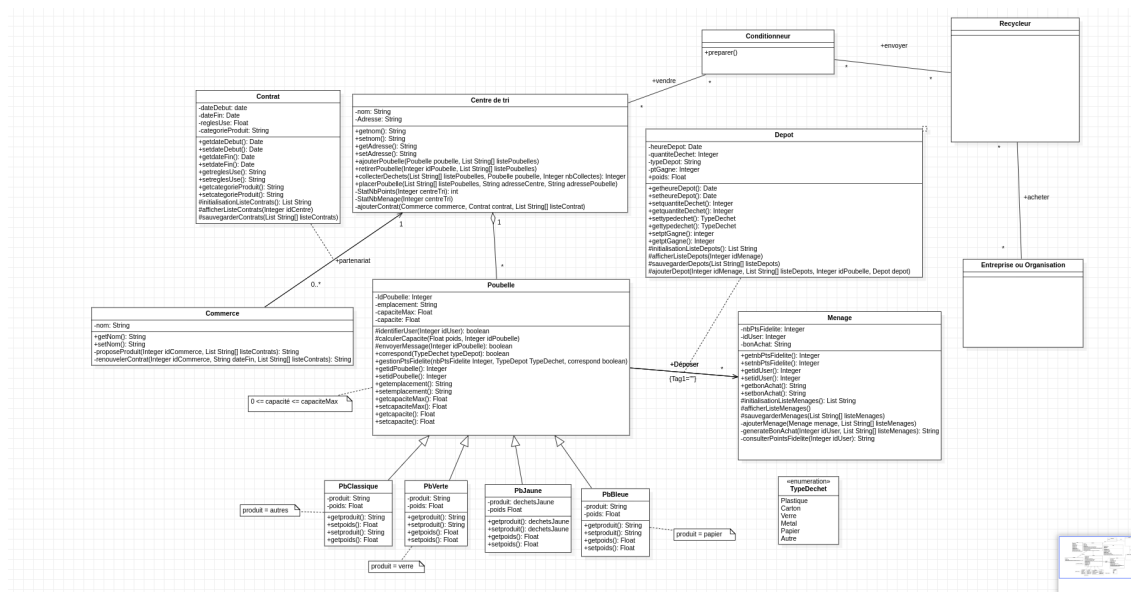 Recycleur
Conditionneur
+preparer()
+envoyer
*
*
+vendre
*
*
Contrat
-dateDebut: date
-dateFin: Date
-reglesUse: Float
-categorieProduit: String
+getdateDebut(): Date
+setdateDebut(): Date
+getdateFin(): Date
+setdateFin(): Date
+getreglesUse(): String
+setreglesUse(): String
+getcategorieProduit(): String
+setcategorieProduit(): String
#initialisationListeContrats(): List String
#afficherListeContrats(Integer idCentre)
#sauvegarderContrats(List String[] listeContrats)
Centre de tri
-nom: String
-Adresse: String
+getnom(): String
+setnom(): String
+getAdresse(): String
+setAdresse(): String
+ajouterPoubelle(Poubelle poubelle, List String[] listePoubelles)
+retirerPoubelle(Integer idPoubelle, List String[] listePoubelles)
+collecterDechets(List String[] listePoubelles, Poubelle poubelle, Integer nbCollectes): Integer
+placerPoubelle(List String[] listePoubelles, String adresseCentre, String adressePoubelle)
-StatNbPoints(Integer centreTri): int
-StatNbMenage(Integer centreTri)
-ajouterContrat(Commerce commerce, Contrat contrat, List String[] listeContrat)
Depot
-heureDepot: Date
-quantiteDechet: Integer
-typeDepot: String
-ptGagne: Integer
+poids: Float
+getheureDepot(): Date
+setheureDepot(): Date
+setquantiteDechet(): Integer
+getquantiteDechet(): Integer
+settypedechet(): TypeDechet
+gettypedechet(): TypeDechet
+setptGagne(): integer
+getptGagne(): Integer
#initialisationListeDepots(): List String
#afficherListeDepots(Integer idMenage)
#sauvegarderDepots(List String[] listeDepots)
#ajouterDepot(Integer idMenage, List String[] listeDepots, Integer idPoubelle, Depot depot)
*
+acheter
*
1
1
+partenariat
0..*
*
Entreprise ou Organisation
Commerce
-nom: String
+getNom(): String
+setNom(): String
-proposeProduit(Integer idCommerce, List String[] listeContrats): String
-renouvelerContrat(Integer idCommerce, String dateFin, List String[] listeContrats): String
Poubelle
-IdPoubelle: Integer
-emplacement: String
-capaciteMax: Float
-capacite: Float
#identifierUser(Integer idUser): boolean
#calculerCapacite(Float poids, Integer idPoubelle)
#envoyerMessage(Integer idPoubelle): boolean
+correspond(TypeDechet typeDepot): boolean
+gestionPtsFidelite(nbPtsFidelite Integer, TypeDepot TypeDechet, correspond boolean)
+getidPoubelle(): Integer
+setidPoubelle(): Integer
+getemplacement(): String
+setemplacement(): String
+getcapaciteMax(): Float
+setcapaciteMax(): Float
+getcapacite(): Float
+setcapacite(): Float
+Déposer
*
{Tag1=""}
Menage
-nbPtsFidelite: Integer
-idUser: Integer
-bonAchat: String
+getnbPtsFidelite(): Integer
+setnbPtsFidelite(): Integer
+getidUser(): Integer
+setidUser(): Integer
+getbonAchat(): String
+setbonAchat(): String
#initialisationListeMenages(): List String
#afficherListeMenages()
#sauvegarderMenages(List String[] listeMenages)
-ajouterMenage(Menage menage, List String[] listeMenages)
-generateBonAchat(Integer idUser, List String[] listeMenages): String
-consulterPointsFidelite(Integer idUser): String
0 <= capacité <= capaciteMax
PbClassique
-produit: String
-poids: Float
+getproduit(): String
+setpoids(): Float
+setproduit(): String
+getpoids(): Float
PbVerte
-produit: String
-poids: Float
+getproduit(): String
+setproduit(): String
+getpoids(): Float
+setpoids(): Float
PbJaune
-produit: dechetsJaune
-poids Float
+getproduit(): dechetsJaune
+setproduit(): dechetsJaune
+getpoids(): Float
+setpoids(): Float
PbBleue
-produit: String
-poids: Float
+getproduit(): String
+setproduit(): String
+getpoids(): Float
+setpoids(): Float
«enumeration»
TypeDechet
Plastique
Carton
Verre
Metal
Papier
Autre
produit = autres
produit = papier
produit = verre